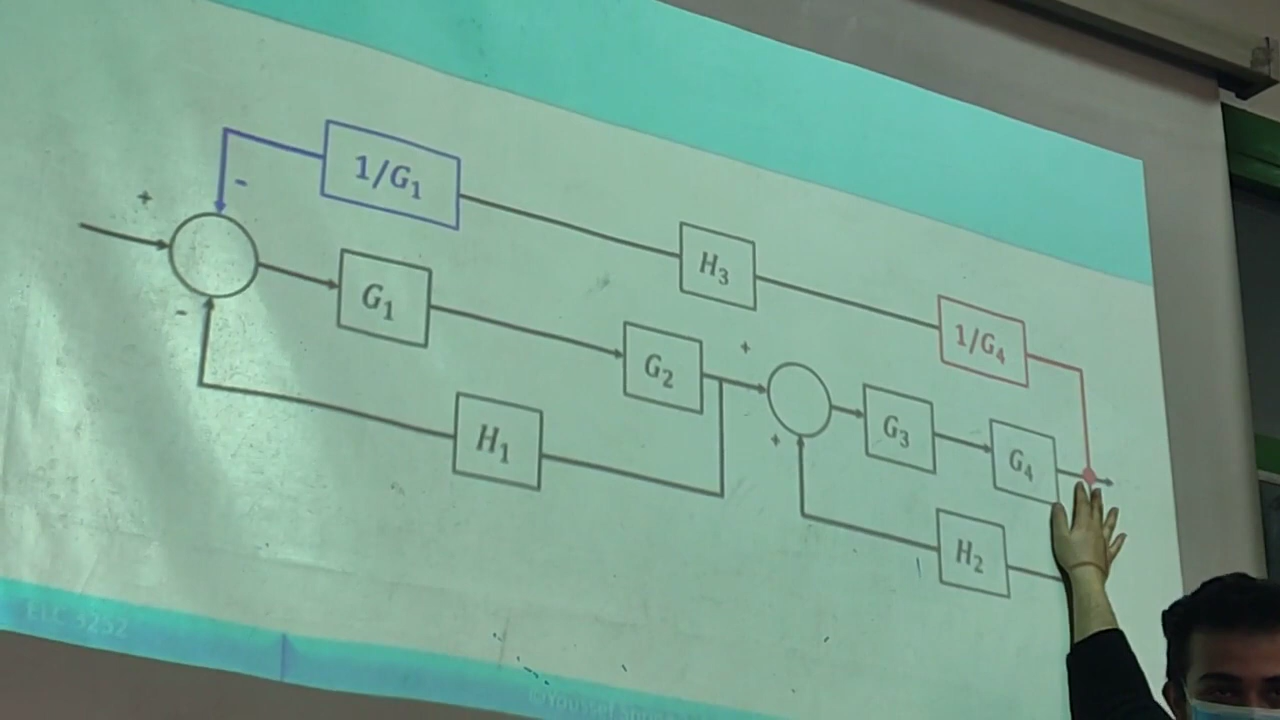 +
-
1/G₁
H₃
1/G₄
G₁
G₂
+
G₃
G₄
-
H₁
+
H₂
ELC 3252